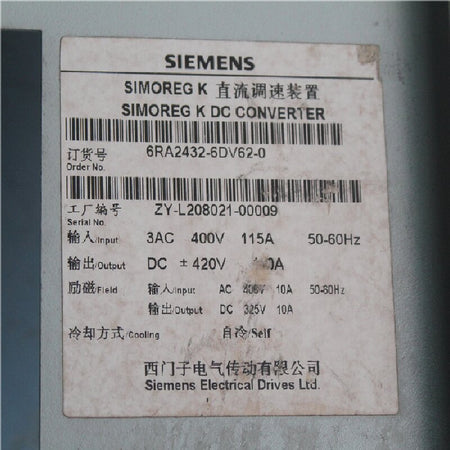 SIEMENS
SIMOREG K 直流调速装置
SIMOREG K DC CONVERTER
订货号 6RA2432-6DV62-0
Order No.
工厂编号 ZY-L208021-00009
Serial No.
输入/Input 3AC 400V 115A 50-60Hz
输出/Output DC ±420V
励磁/Field 输入/Input AC 400V 10A 50-60Hz
输出/Output DC 325V 10A
冷却方式/Cooling 自冷/Self
西门子电气传动有限公司
Siemens Electrical Drives Ltd.